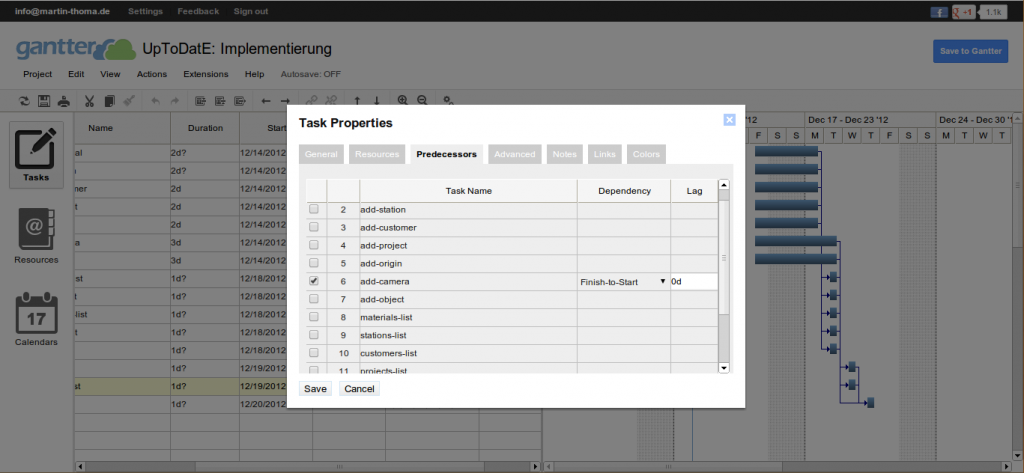 info@martin-thoma.de Settings Feedback Sign out +1 1.1k
gantter UpToDatE: Implementierung Save to Gantter
Project Edit View Actions Extensions Help Autosave: OFF
Tasks
Resources
17
Calendars
Name Duration Start '12 Dec 17 - Dec 23 '12 Dec 24 - Dec 30 '1
F S S M T W T F S S M T W
al 2d? 12/14/2012
2d? 12/14/2012
mer 2d 12/14/2012
t 2d 12/14/2012
2d 12/14/2012
a 3d 12/14/2012
3d 12/14/2012
st 1d? 12/18/2012
1d? 12/18/2012
-list 1d? 12/18/2012
t 1d? 12/18/2012
1d? 12/18/2012
1d? 12/19/2012
st 1d? 12/19/2012
1d? 12/20/2012
Task Properties
General Resources Predecessors Advanced Notes Links Colors
Task Name Dependency Lag
2 add-station
3 add-customer
4 add-project
5 add-origin
6 add-camera Finish-to-Start 0d
7 add-object
8 materials-list
9 stations-list
10 customers-list
11 projects-list
Save Cancel